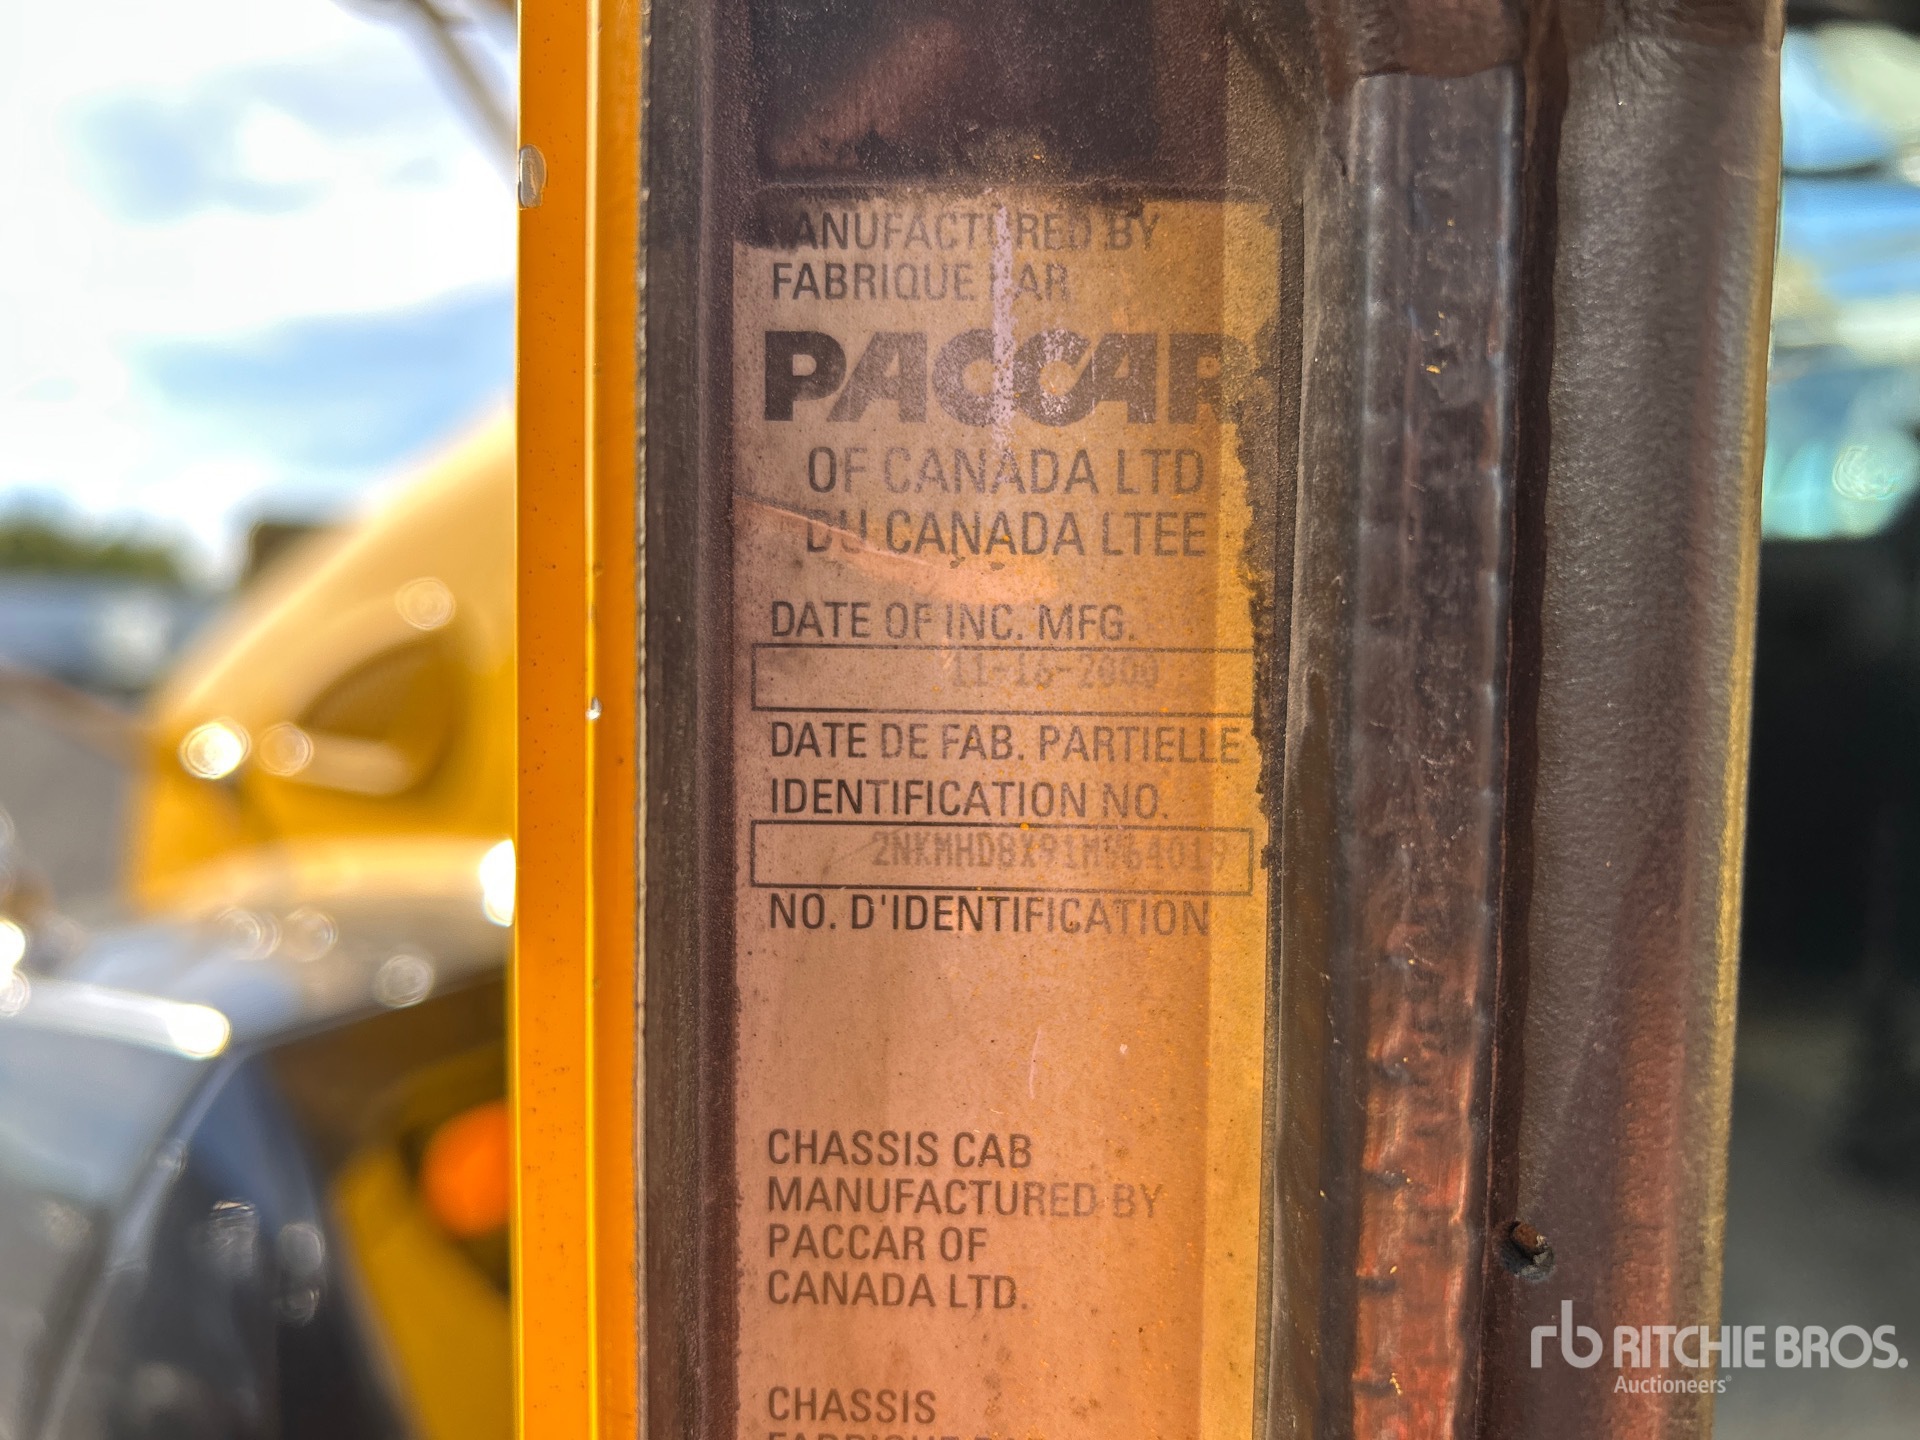 MANUFACTURED BY
FABRIQUE PAR
PACCAR
OF CANADA LTD
DU CANADA LTEE
DATE OF INC. MFG.
11-16-2000
DATE DE FAB. PARTIELLE
IDENTIFICATION NO.
2NKMHD8X91M964019
NO. D'IDENTIFICATION
CHASSIS CAB
MANUFACTURED BY
PACCAR OF
CANADA LTD.
CHASSIS
rb RITCHIE BROS.
Auctioneers